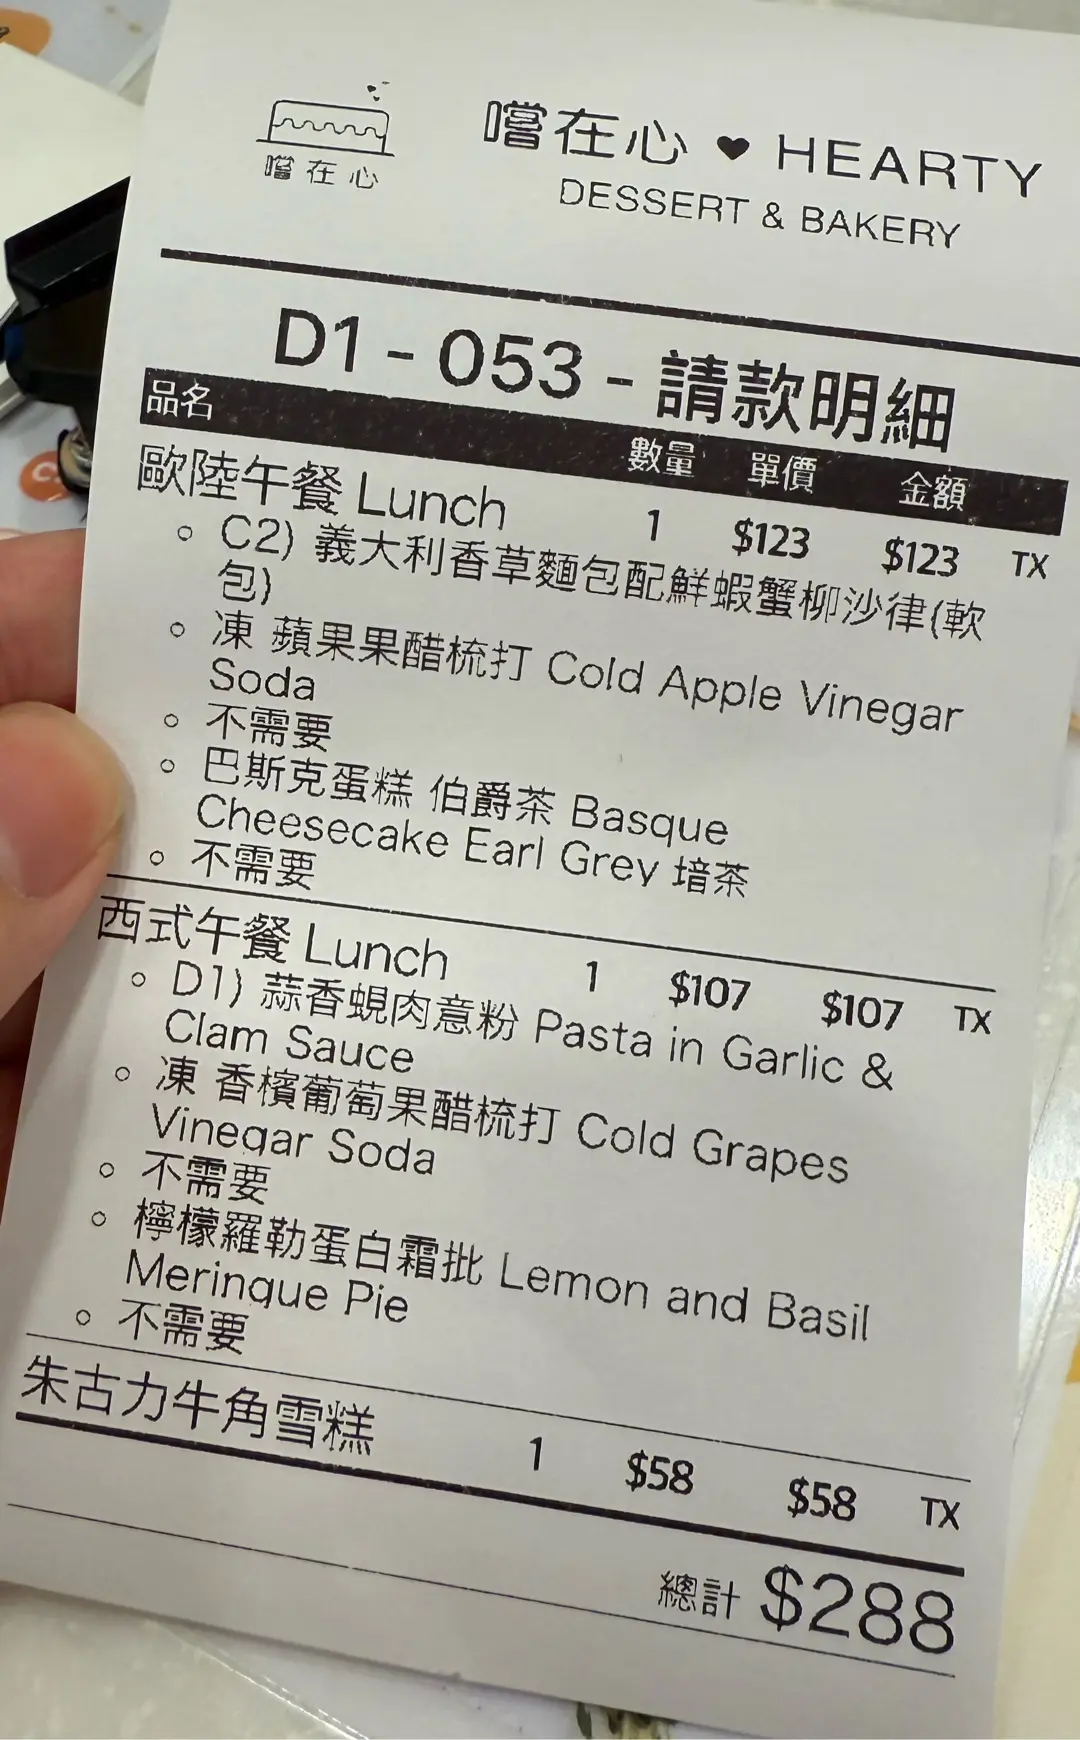 嚐在心
嚐在心 ♥ HEARTY
DESSERT & BAKERY
D1 - 053 - 請款明細
品名 數量 單價 金額
歐陸午餐 Lunch 1 $123 $123 TX
◦ C2) 義大利香草麵包配鮮蝦蟹柳沙律(軟
包)
◦ 凍 蘋果果醋梳打 Cold Apple Vinegar
Soda
◦ 不需要
◦ 巴斯克蛋糕 伯爵茶 Basque
Cheesecake Earl Grey 堷茶
◦ 不需要
西式午餐 Lunch 1 $107 $107 TX
◦ D1) 蒜香蜆肉意粉 Pasta in Garlic &
Clam Sauce
◦ 凍 香檳葡萄果醋梳打 Cold Grapes
Vinegar Soda
◦ 不需要
◦ 檸檬羅勒蛋白霜批 Lemon and Basil
Meringue Pie
◦ 不需要
朱古力牛角雪糕 1 $58 $58 TX
總計 $288